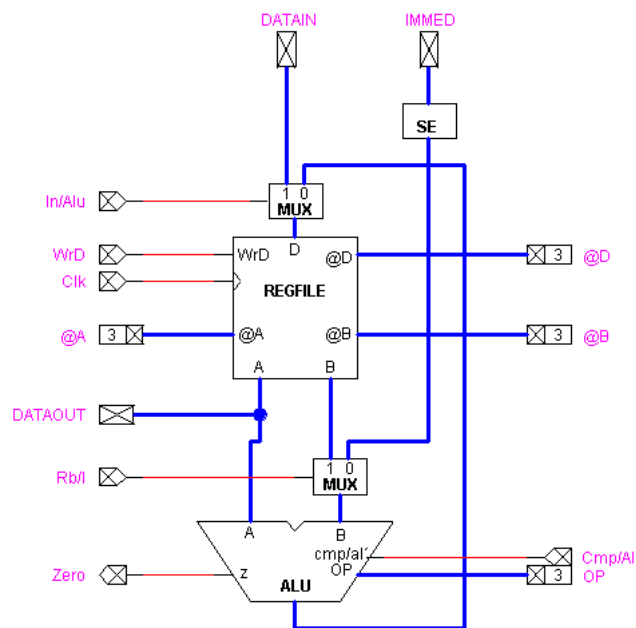 DATAIN IMMED
SE
In/Alu 1 0
MUX
WrD WrD D @D 3 @D
Clk REGFILE
@A 3 @A @B 3 @B
A B
DATAOUT
1 0
Rb/I MUX
A B
cmp/al' Cmp/Al
Zero z ALU OP 3 OP